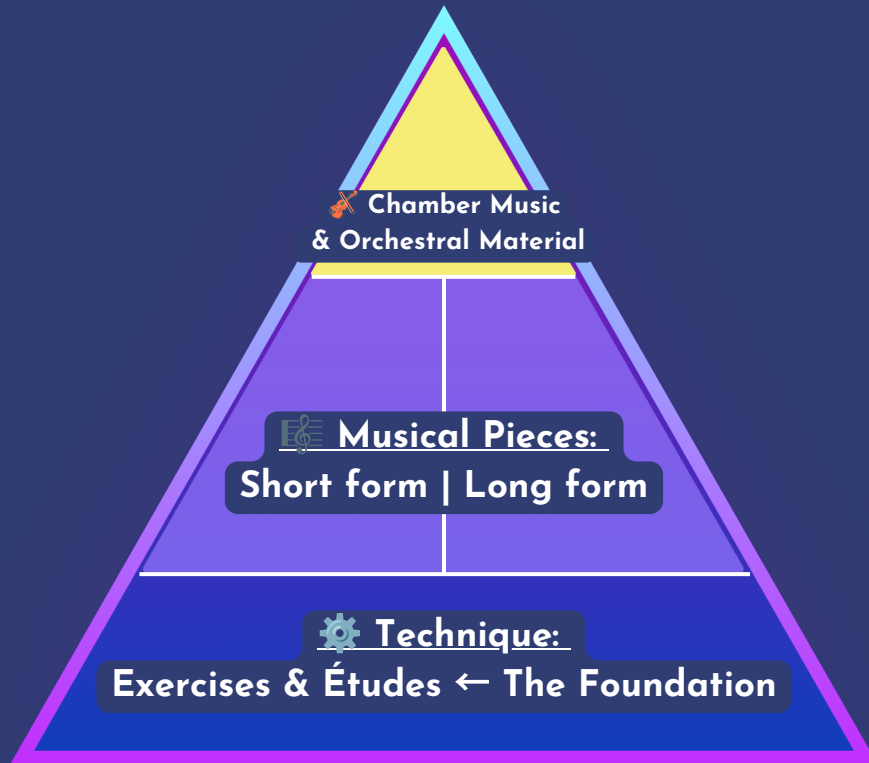 🎻 Chamber Music
& Orchestral Material
🎼 Musical Pieces:
Short form | Long form
⚙️ Technique:
Exercises & Études ← The Foundation